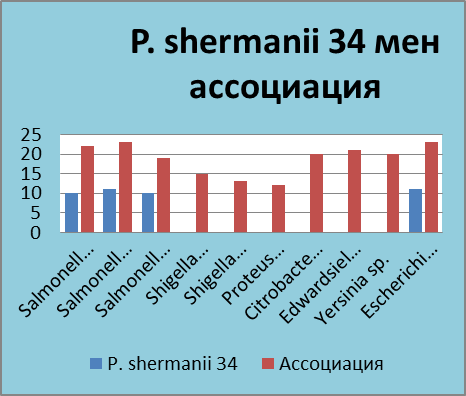 P. shermanii 34 мен
ассоциация
25
20
15
10
5
0
Salmonell...
Salmonell...
Salmonell...
Shigella...
Shigella...
Proteus...
Citrobacte...
Edwardsiel...
Yersinia sp.
Escherichi...
P. shermanii 34
Ассоциация